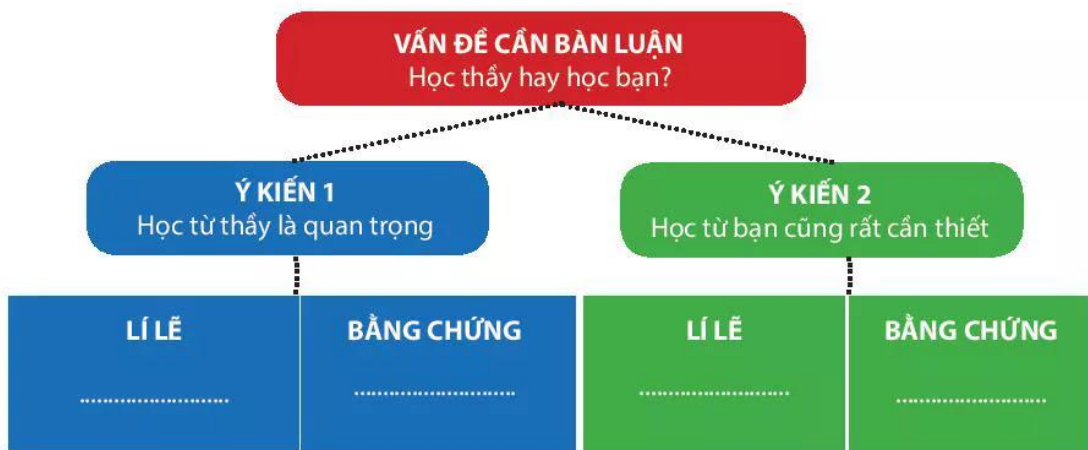 VẤN ĐỀ CẦN BÀN LUẬN
Học thầy hay học bạn?
Ý KIẾN 1
Học từ thầy là quan trọng
Ý KIẾN 2
Học từ bạn cũng rất cần thiết
LÍ LẼ
..........................
BẰNG CHỨNG
............................
LÍ LẼ
..........................
BẰNG CHỨNG
..........................